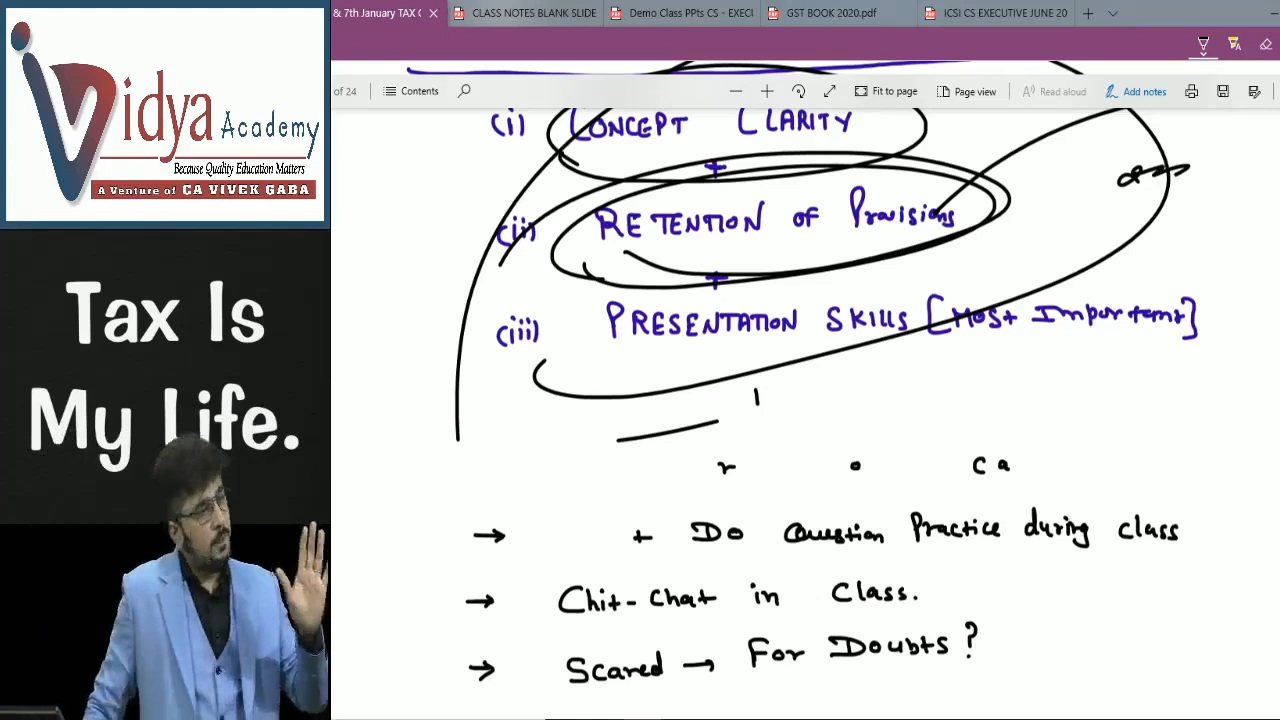 & 7th January TAX C
CLASS NOTES BLANK SLIDE
Demo Class PPts CS - EXECU
GST BOOK 2020.pdf
ICSI CS EXECUTIVE JUNE 20
of 24
Contents
Fit to page
Page view
Read aloud
Add notes
Vidya Academy
Because Quality Education Matters
A Venture of CA VIVEK GABA
Tax Is
My Life.
(i) CONCEPT CLARITY
+
(ii) RETENTION of Provisions
+
(iii) PRESENTATION SKILLS [Most Important]
r o Ca
→ + Do Question Practice during class
→ Chit-Chat in Class.
→ Scared → For Doubts?